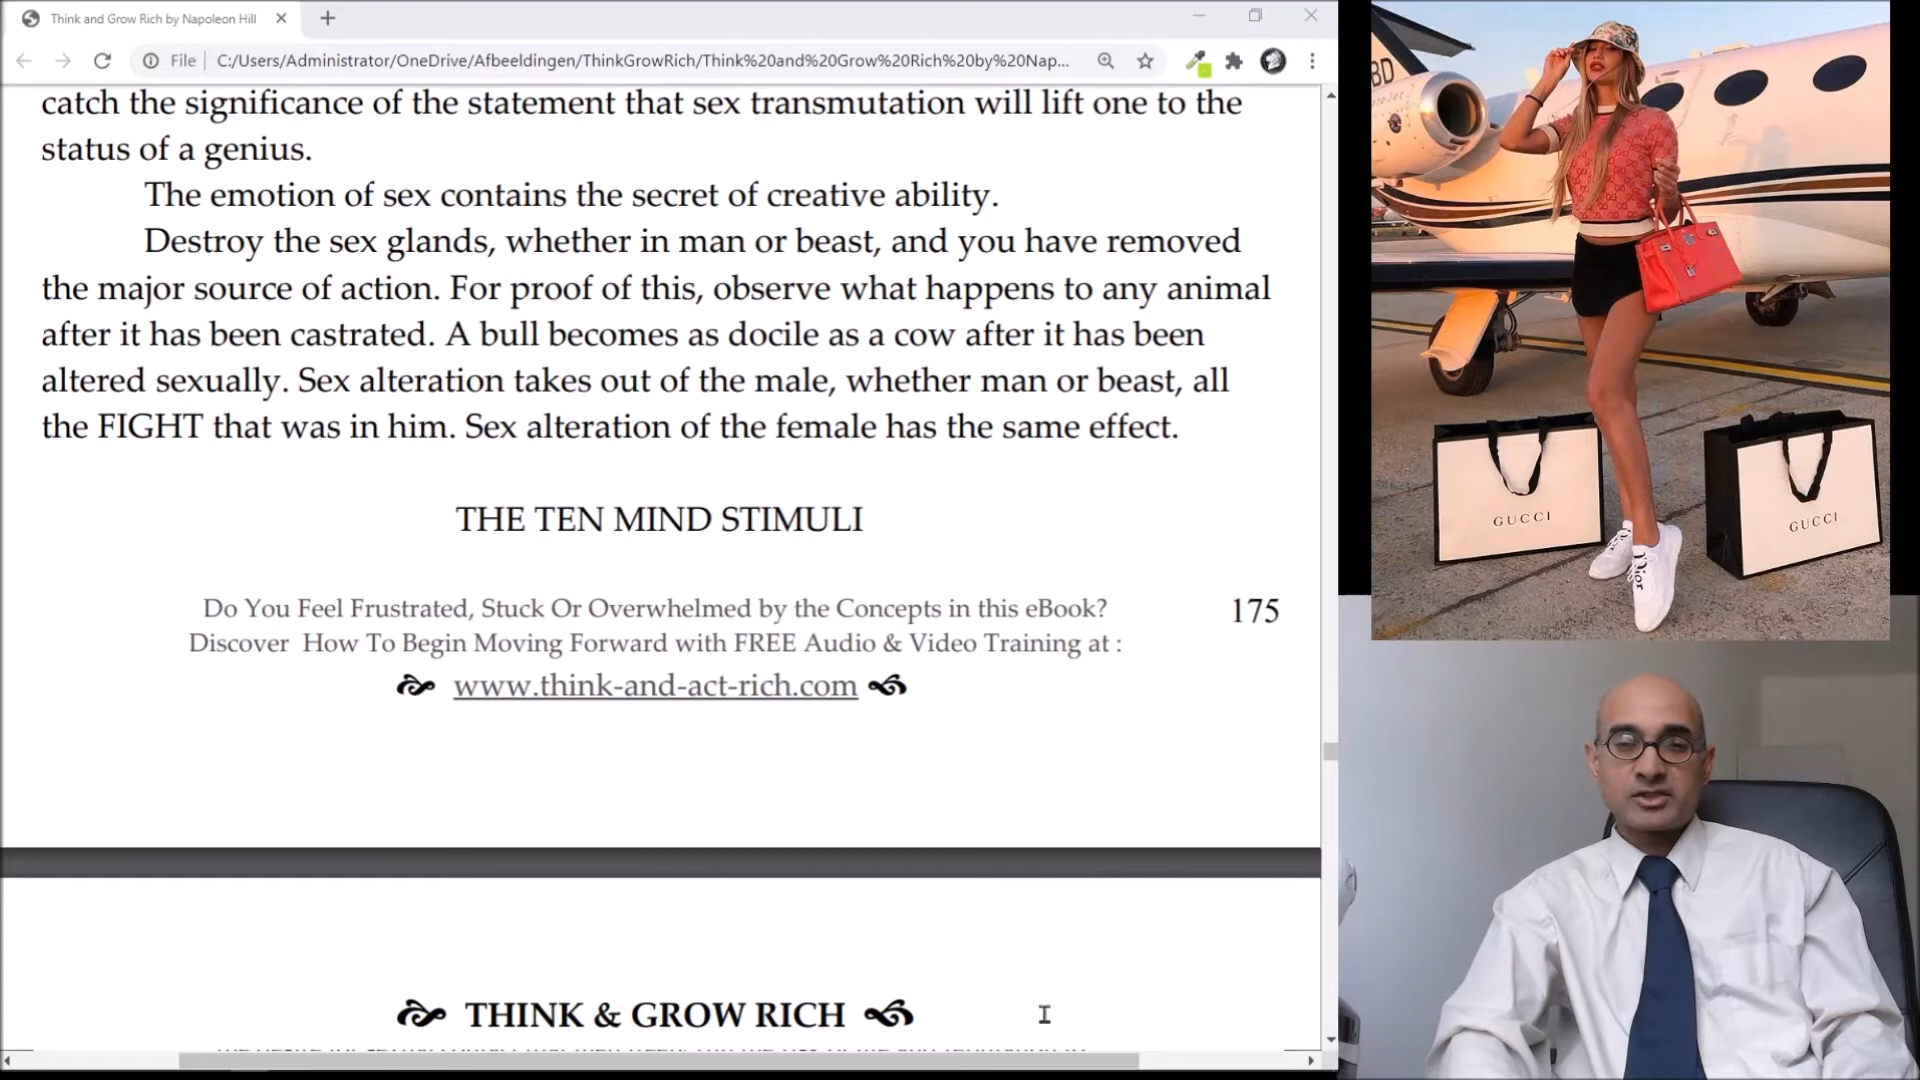 Think and Grow Rich by Napoleon Hill
File
C:/Users/Administrator/OneDrive/Afbeeldingen/ThinkGrowRich/Think%20and%20Grow%20Rich%20by%20Nap...
catch the significance of the statement that sex transmutation will lift one to the
status of a genius.
The emotion of sex contains the secret of creative ability.
Destroy the sex glands, whether in man or beast, and you have removed
the major source of action. For proof of this, observe what happens to any animal
after it has been castrated. A bull becomes as docile as a cow after it has been
altered sexually. Sex alteration takes out of the male, whether man or beast, all
the FIGHT that was in him. Sex alteration of the female has the same effect.
THE TEN MIND STIMULI
Do You Feel Frustrated, Stuck Or Overwhelmed by the Concepts in this eBook?
175
Discover How To Begin Moving Forward with FREE Audio & Video Training at :
www.think-and-act-rich.com
THINK & GROW RICH
BD
GUCCI
GUCCI
Dior